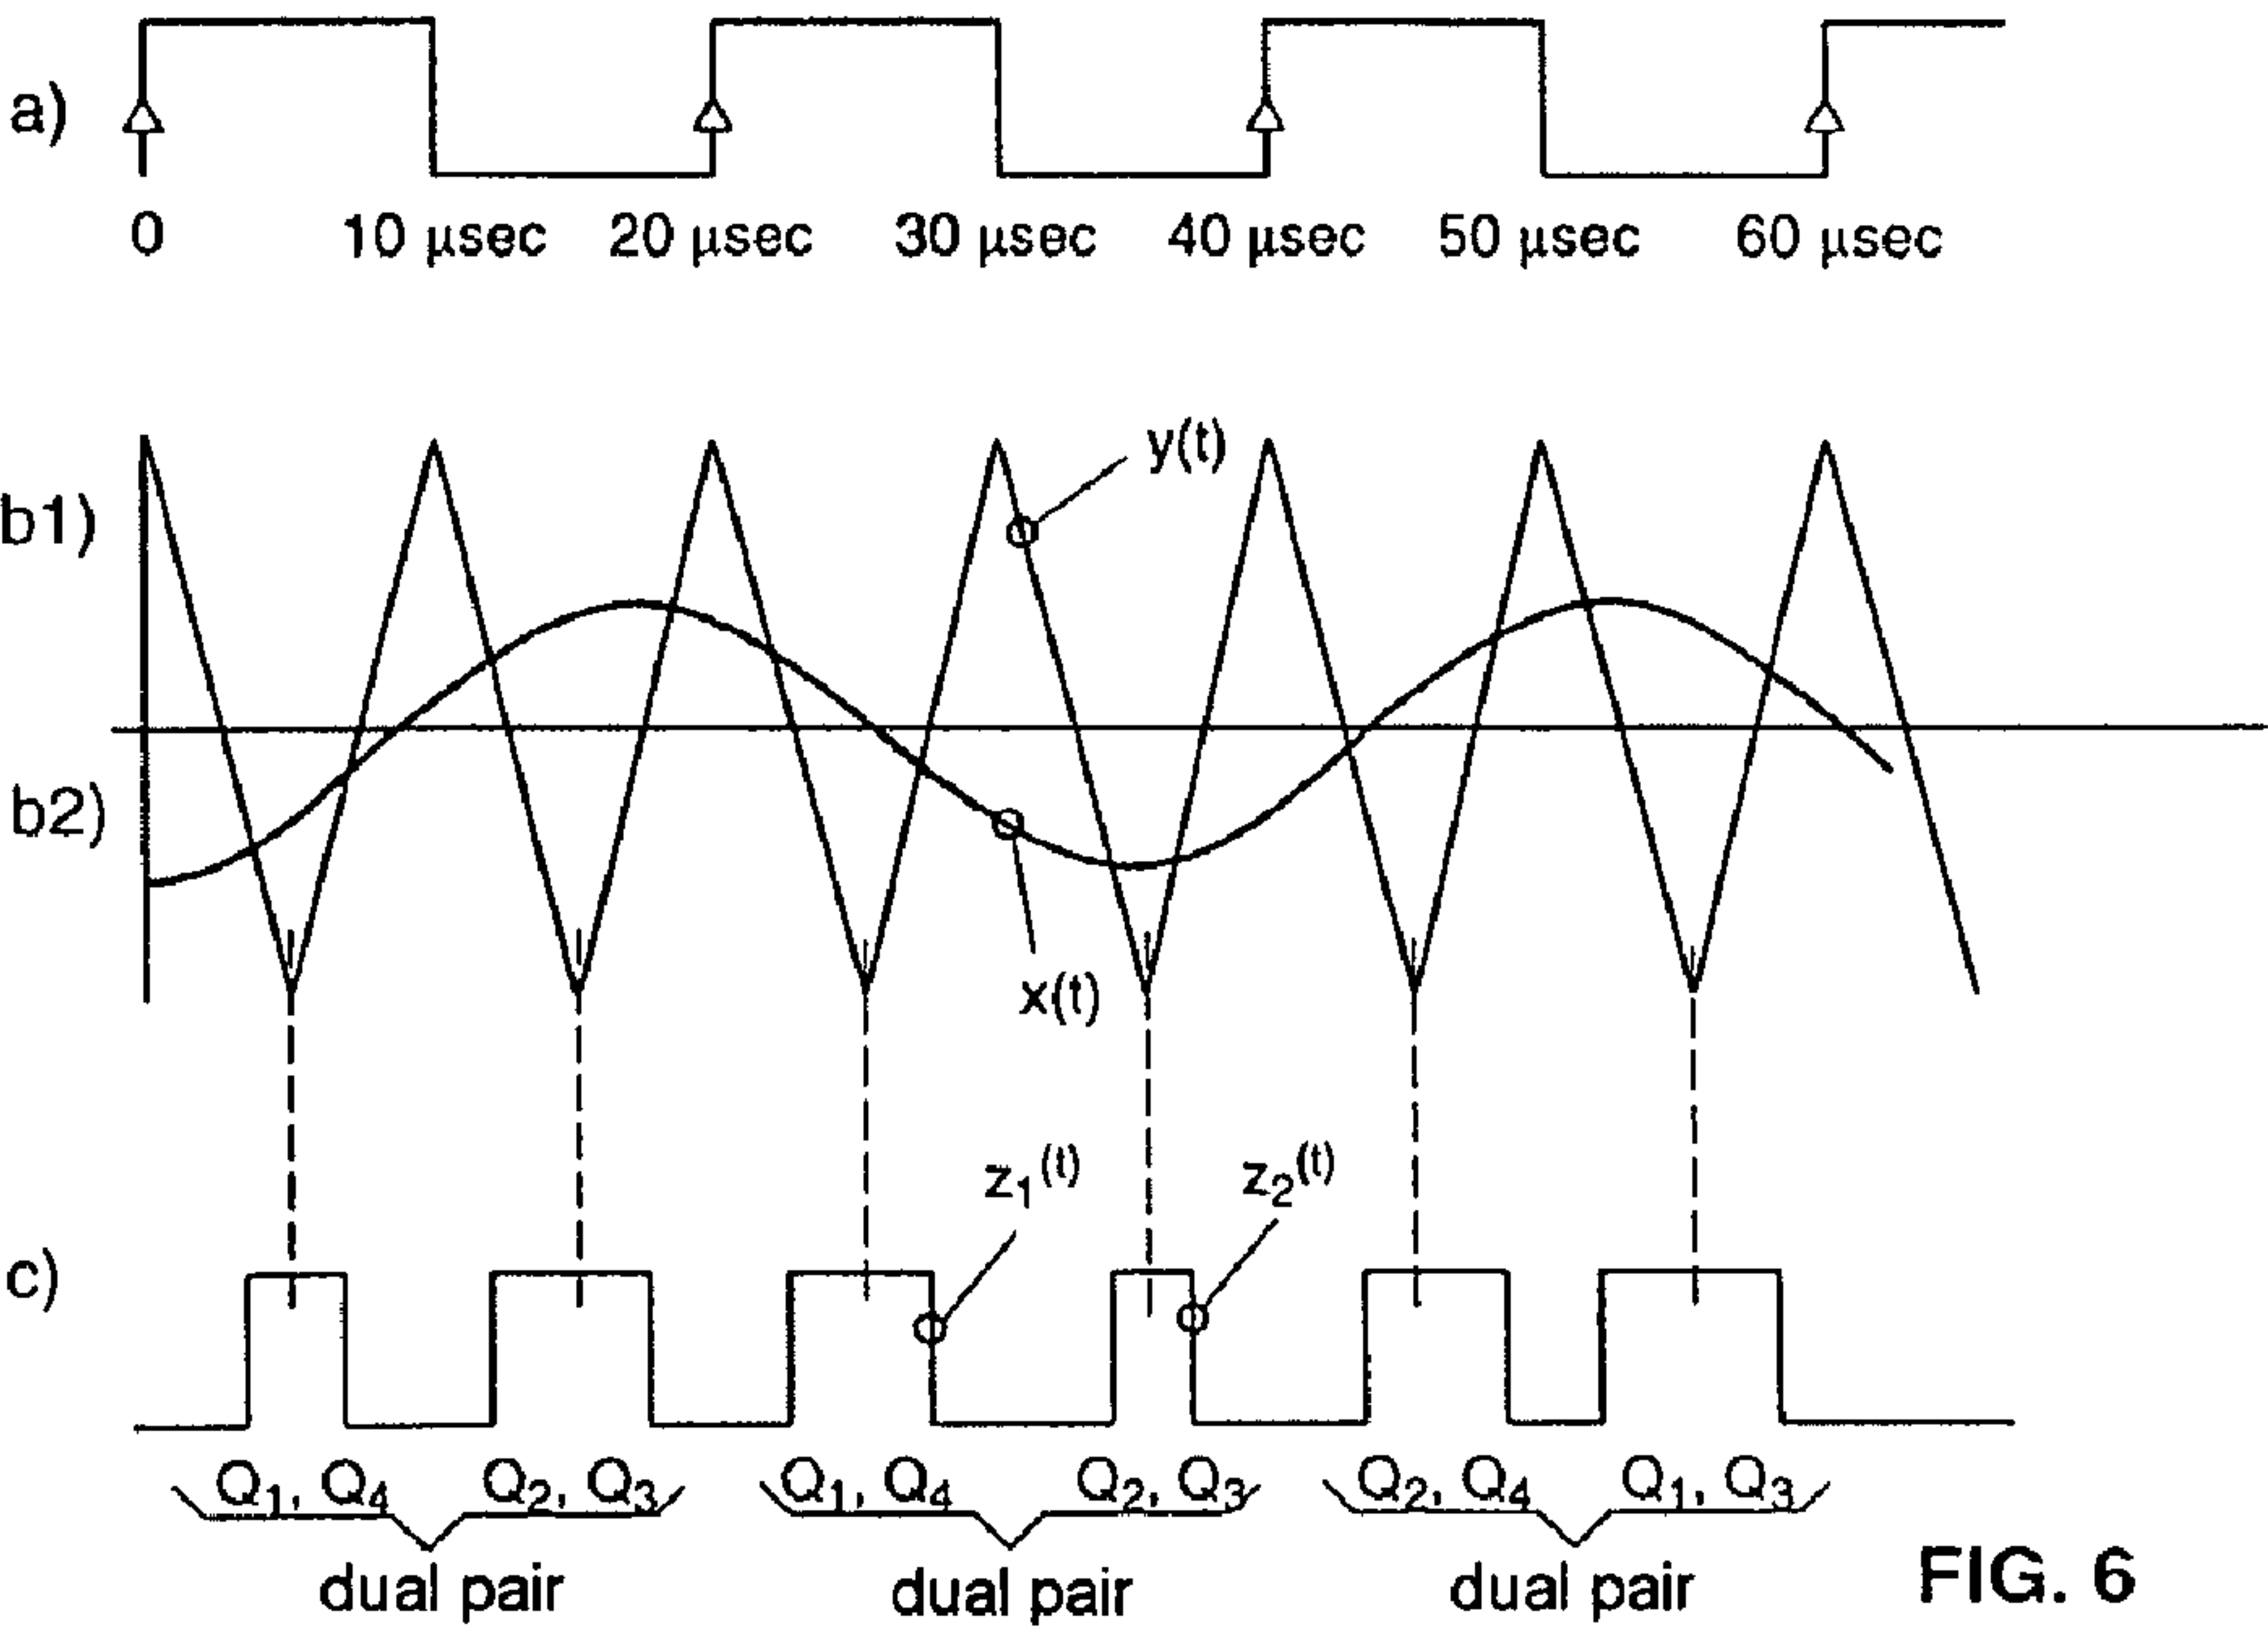 a)
0 10 μsec 20 μsec 30 μsec 40 μsec 50 μsec 60 μsec
y(t)
b1)
b2)
x(t)
z1(t) z2(t)
c)
Q1, Q4 Q2, Q3 Q1, Q4 Q2, Q3 Q2, Q4 Q1, Q3
dual pair dual pair dual pair
FIG. 6